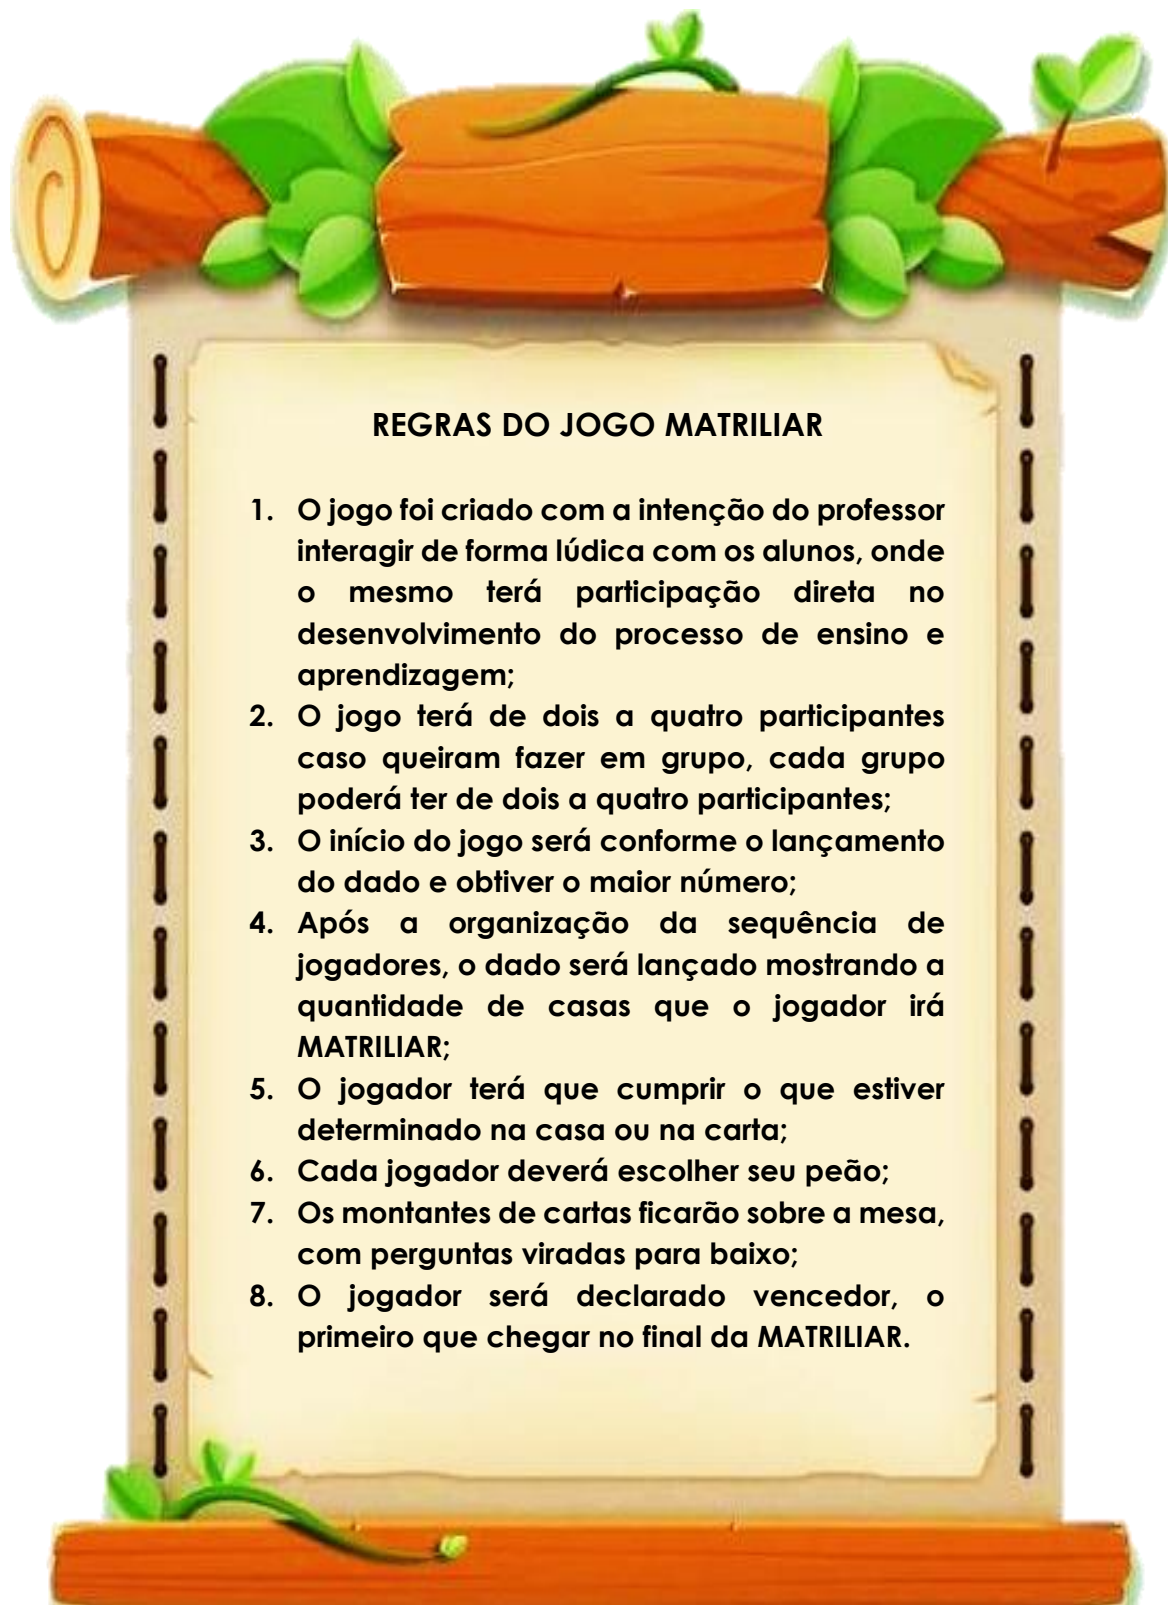 REGRAS DO JOGO MATRILIAR
1. O jogo foi criado com a intenção do professor
interagir de forma lúdica com os alunos, onde
o mesmo terá participação direta no
desenvolvimento do processo de ensino e
aprendizagem;
2. O jogo terá de dois a quatro participantes
caso queiram fazer em grupo, cada grupo
poderá ter de dois a quatro participantes;
3. O início do jogo será conforme o lançamento
do dado e obtiver o maior número;
4. Após a organização da sequência de
jogadores, o dado será lançado mostrando a
quantidade de casas que o jogador irá
MATRILIAR;
5. O jogador terá que cumprir o que estiver
determinado na casa ou na carta;
6. Cada jogador deverá escolher seu peão;
7. Os montantes de cartas ficarão sobre a mesa,
com perguntas viradas para baixo;
8. O jogador será declarado vencedor, o
primeiro que chegar no final da MATRILIAR.